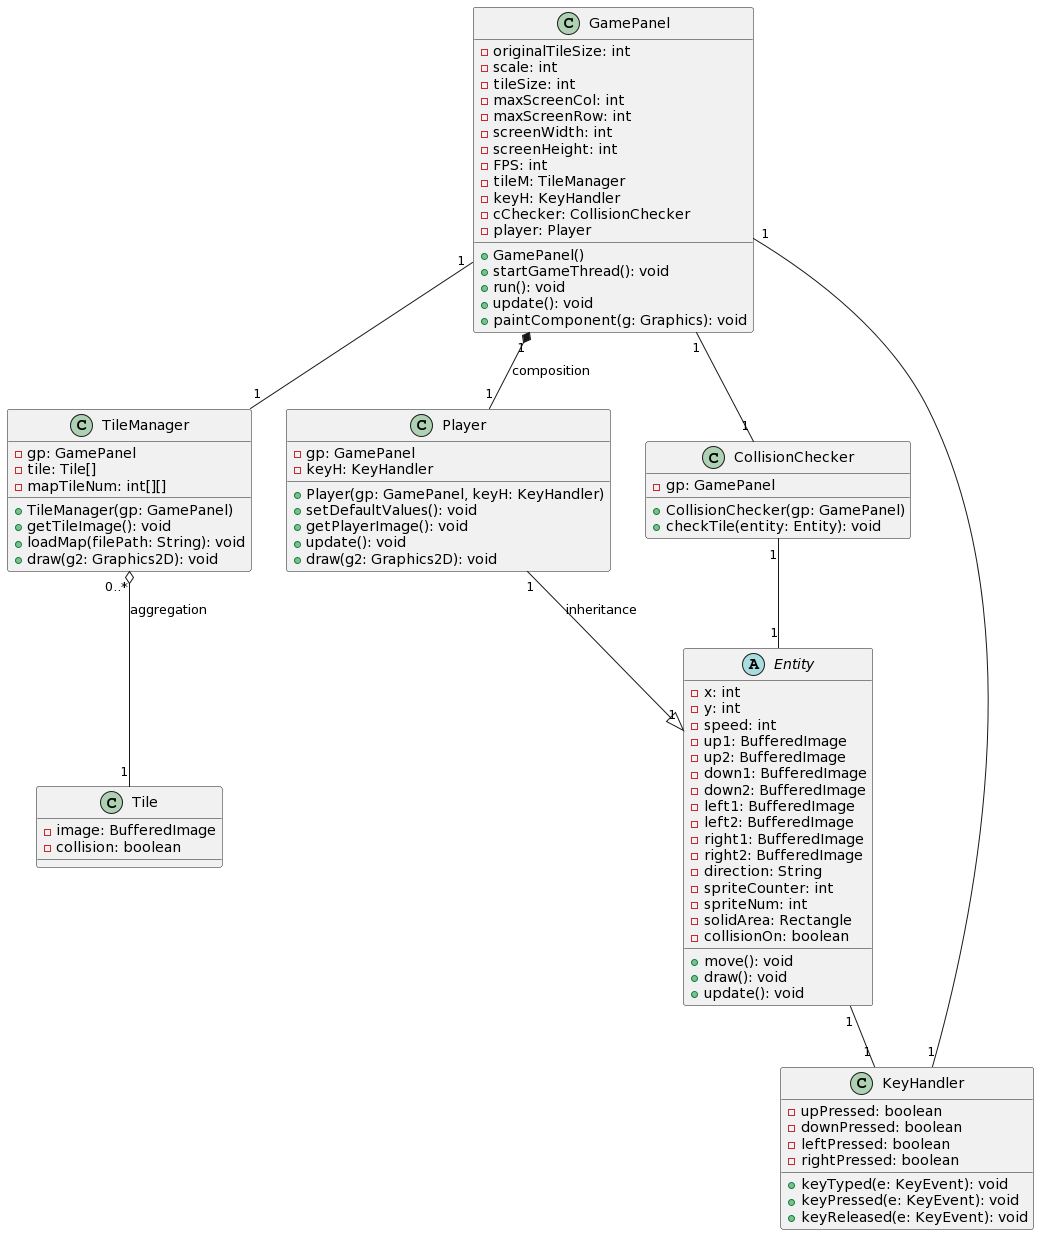 C GamePanel
originalTileSize: int
scale: int
tileSize: int
maxScreenCol: int
maxScreenRow: int
screenWidth: int
screenHeight: int
FPS: int
tileM: TileManager
keyH: KeyHandler
cChecker: CollisionChecker
player: Player
GamePanel()
startGameThread(): void
run(): void
update(): void
paintComponent(g: Graphics): void
1
1
1
1
composition
1
1
1
C TileManager
gp: GamePanel
tile: Tile[]
mapTileNum: int[][]
TileManager(gp: GamePanel)
getTileImage(): void
loadMap(filePath: String): void
draw(g2: Graphics2D): void
C Player
gp: GamePanel
keyH: KeyHandler
Player(gp: GamePanel, keyH: KeyHandler)
setDefaultValues(): void
getPlayerImage(): void
update(): void
draw(g2: Graphics2D): void
C CollisionChecker
gp: GamePanel
CollisionChecker(gp: GamePanel)
checkTile(entity: Entity): void
0..*
aggregation
1
1
inheritance
1
1
1
C Tile
image: BufferedImage
collision: boolean
A Entity
x: int
y: int
speed: int
up1: BufferedImage
up2: BufferedImage
down1: BufferedImage
down2: BufferedImage
left1: BufferedImage
left2: BufferedImage
right1: BufferedImage
right2: BufferedImage
direction: String
spriteCounter: int
spriteNum: int
solidArea: Rectangle
collisionOn: boolean
move(): void
draw(): void
update(): void
1
1
1
C KeyHandler
upPressed: boolean
downPressed: boolean
leftPressed: boolean
rightPressed: boolean
keyTyped(e: KeyEvent): void
keyPressed(e: KeyEvent): void
keyReleased(e: KeyEvent): void